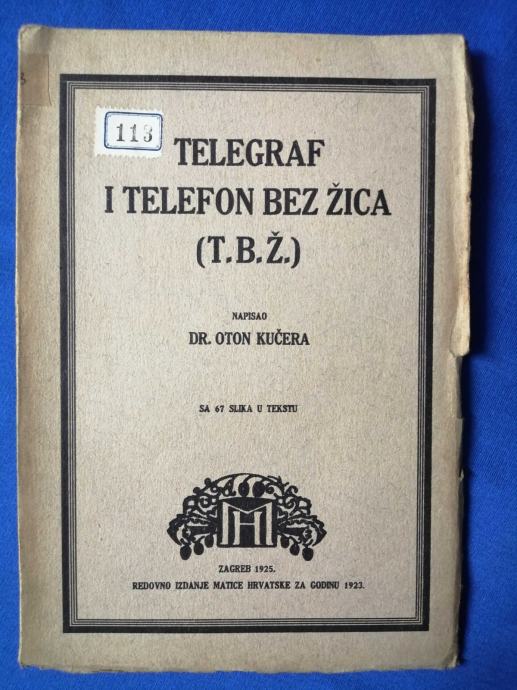 113
TELEGRAF
I TELEFON BEZ ŽICA
(T.B.Ž.)
NAPISAO
DR. OTON KUČERA
SA 67 SLIKA U TEKSTU
MH
ZAGREB 1925.
REDOVNO IZDANJE MATICE HRVATSKE ZA GODINU 1923.